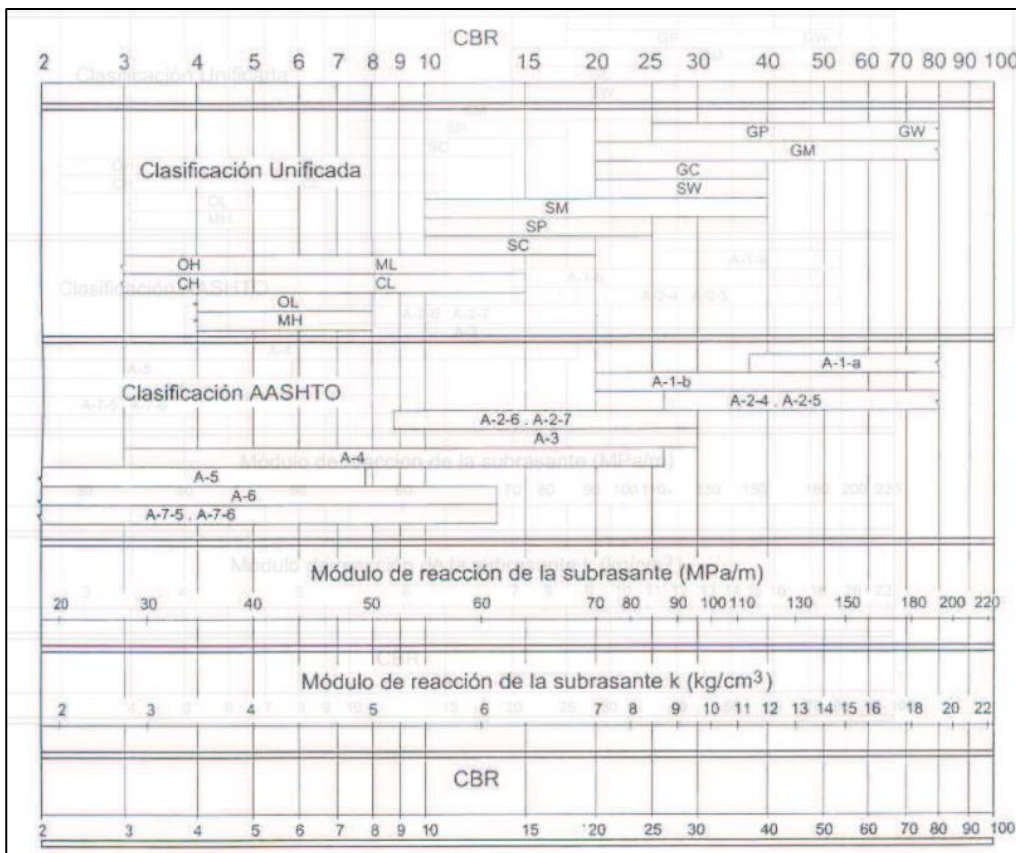 CBR
2 3 4 5 6 7 8 9 10 15 20 25 30 40 50 60 70 80 90 100
GP GW
Clasificación Unificada
GM
GC
SW
SM
SP
SC
OH ML
CH CL
OL
MH
Clasificación AASHTO
A-1-a
A-1-b
A-2-4 . A-2-5
A-2-6 . A-2-7
A-3
A-4
A-5
A-6
A-7-5 . A-7-6
Módulo de reacción de la subrasante (MPa/m)
20 30 40 50 60 70 80 90 100 110 130 150 180 200 220
Módulo de reacción de la subrasante k (kg/cm³)
2 3 4 5 6 7 8 9 10 11 12 13 14 15 16 18 20 22
CBR
2 3 4 5 6 7 8 9 10 15 20 25 30 40 50 60 70 80 90 100